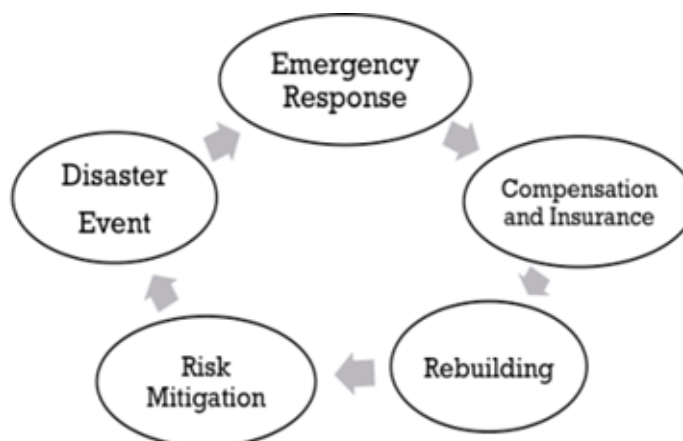 Emergency
Response
Disaster
Event
Compensation
and Insurance
Rebuilding
Risk
Mitigation